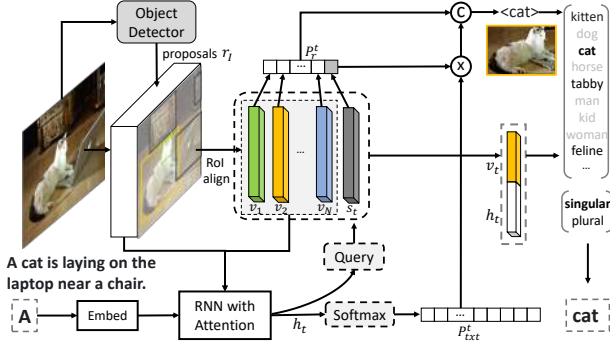 Object
Detector
proposals r_I
P_r^t
C
<cat>
x
kitten
dog
cat
horse
tabby
man
kid
woman
feline
...
RoI
align
...
v_1 v_2 v_N s_t
v_t
h_t
singular
plural
A cat is laying on the
laptop near a chair.
Query
A
Embed
RNN with
Attention
h_t
Softmax
...
P_txt^t
cat